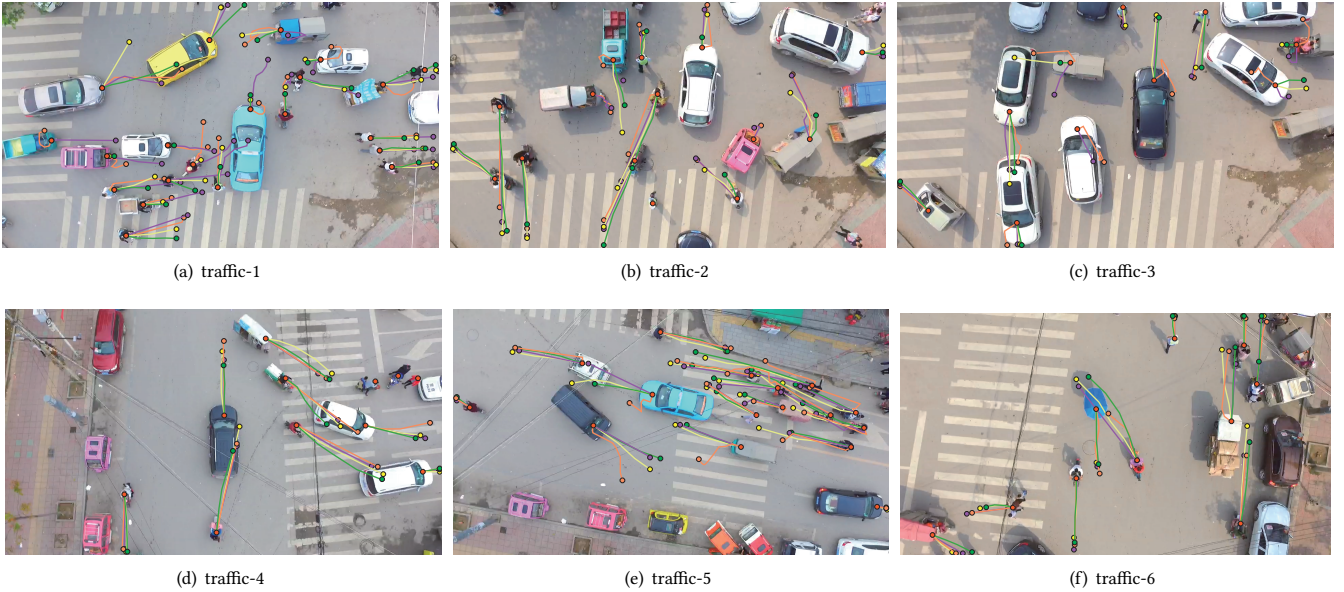 (a) traffic-1
(b) traffic-2
(c) traffic-3
(d) traffic-4
(e) traffic-5
(f) traffic-6